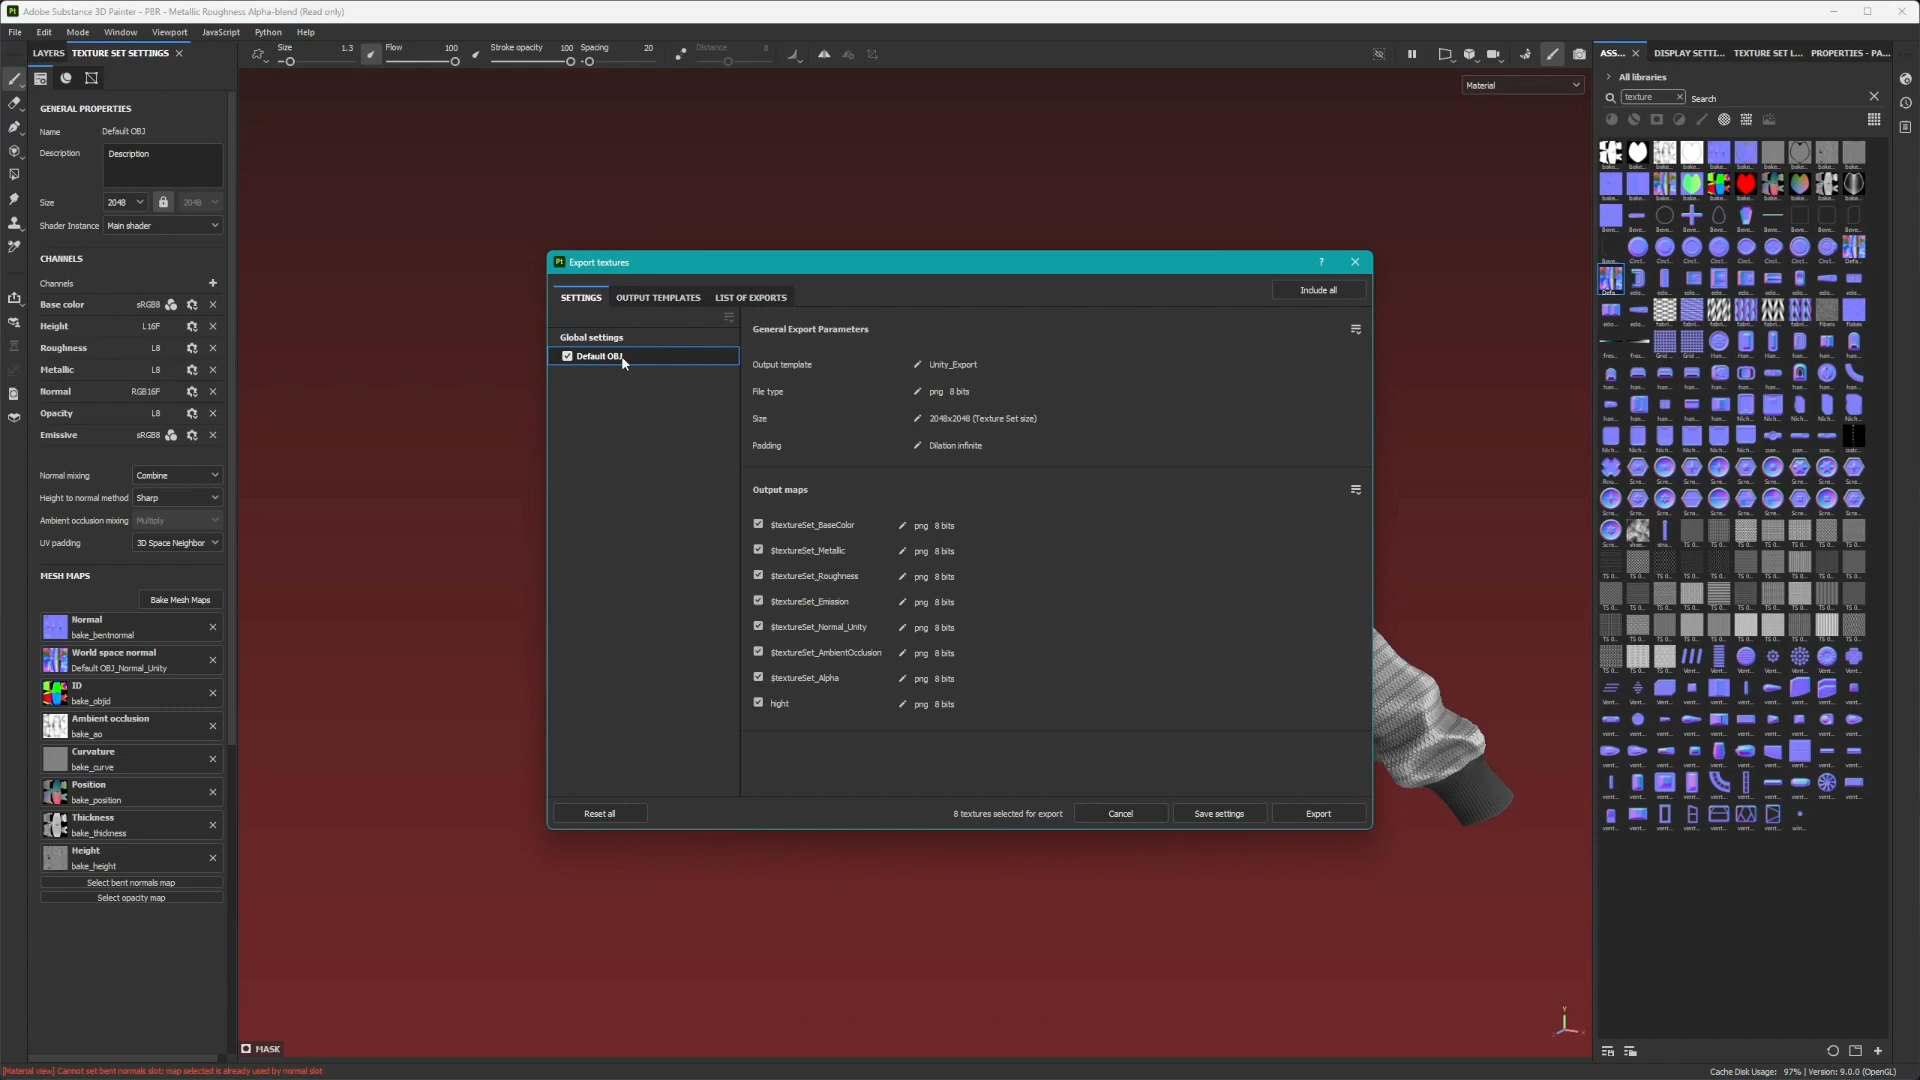 Adobe Substance 3D Painter - PBR - Metallic Roughness Alpha-blend (Read only)
File Edit Mode Window Viewport JavaScript Python Help
LAYERS TEXTURE SET SETTINGS
Size 1.3 Flow 100 Stroke opacity 100 Spacing 20 Distance 8
ASS... DISPLAY SETTI... TEXTURE SET L... PROPERTIES - PA...
Material
All libraries
texture Search
GENERAL PROPERTIES
Name Default OBJ
Description Description
Size 2048 2048
Shader Instance Main shader
CHANNELS
Channels
Base color sRGB8
Height L16F
Roughness L8
Metallic L8
Normal RGB16F
Opacity L8
Emissive sRGB8
Normal mixing Combine
Height to normal method Sharp
Ambient occlusion mixing Multiply
UV padding 3D Space Neighbor
MESH MAPS
Bake Mesh Maps
Normal
bake_bentnormal
World space normal
Default OBJ_Normal_Unity
ID
bake_objid
Ambient occlusion
bake_ao
Curvature
bake_curve
Position
bake_position
Thickness
bake_thickness
Height
bake_height
Select bent normals map
Select opacity map
Pt Export textures ?
SETTINGS OUTPUT TEMPLATES LIST OF EXPORTS Include all
Global settings
Default OBJ
General Export Parameters
Output template Unity_Export
File type png 8 bits
Size 2048x2048 (Texture Set size)
Padding Dilation infinite
Output maps
$textureSet_BaseColor png 8 bits
$textureSet_Metallic png 8 bits
$textureSet_Roughness png 8 bits
$textureSet_Emission png 8 bits
$textureSet_Normal_Unity png 8 bits
$textureSet_AmbientOcclusion png 8 bits
$textureSet_Alpha png 8 bits
hight png 8 bits
Reset all 8 textures selected for export Cancel Save settings Export
MASK
[Material view] Cannot set bent normals slot: map selected is already used by normal slot
Cache Disk Usage: 97% | Version: 9.0.0 (OpenGL)